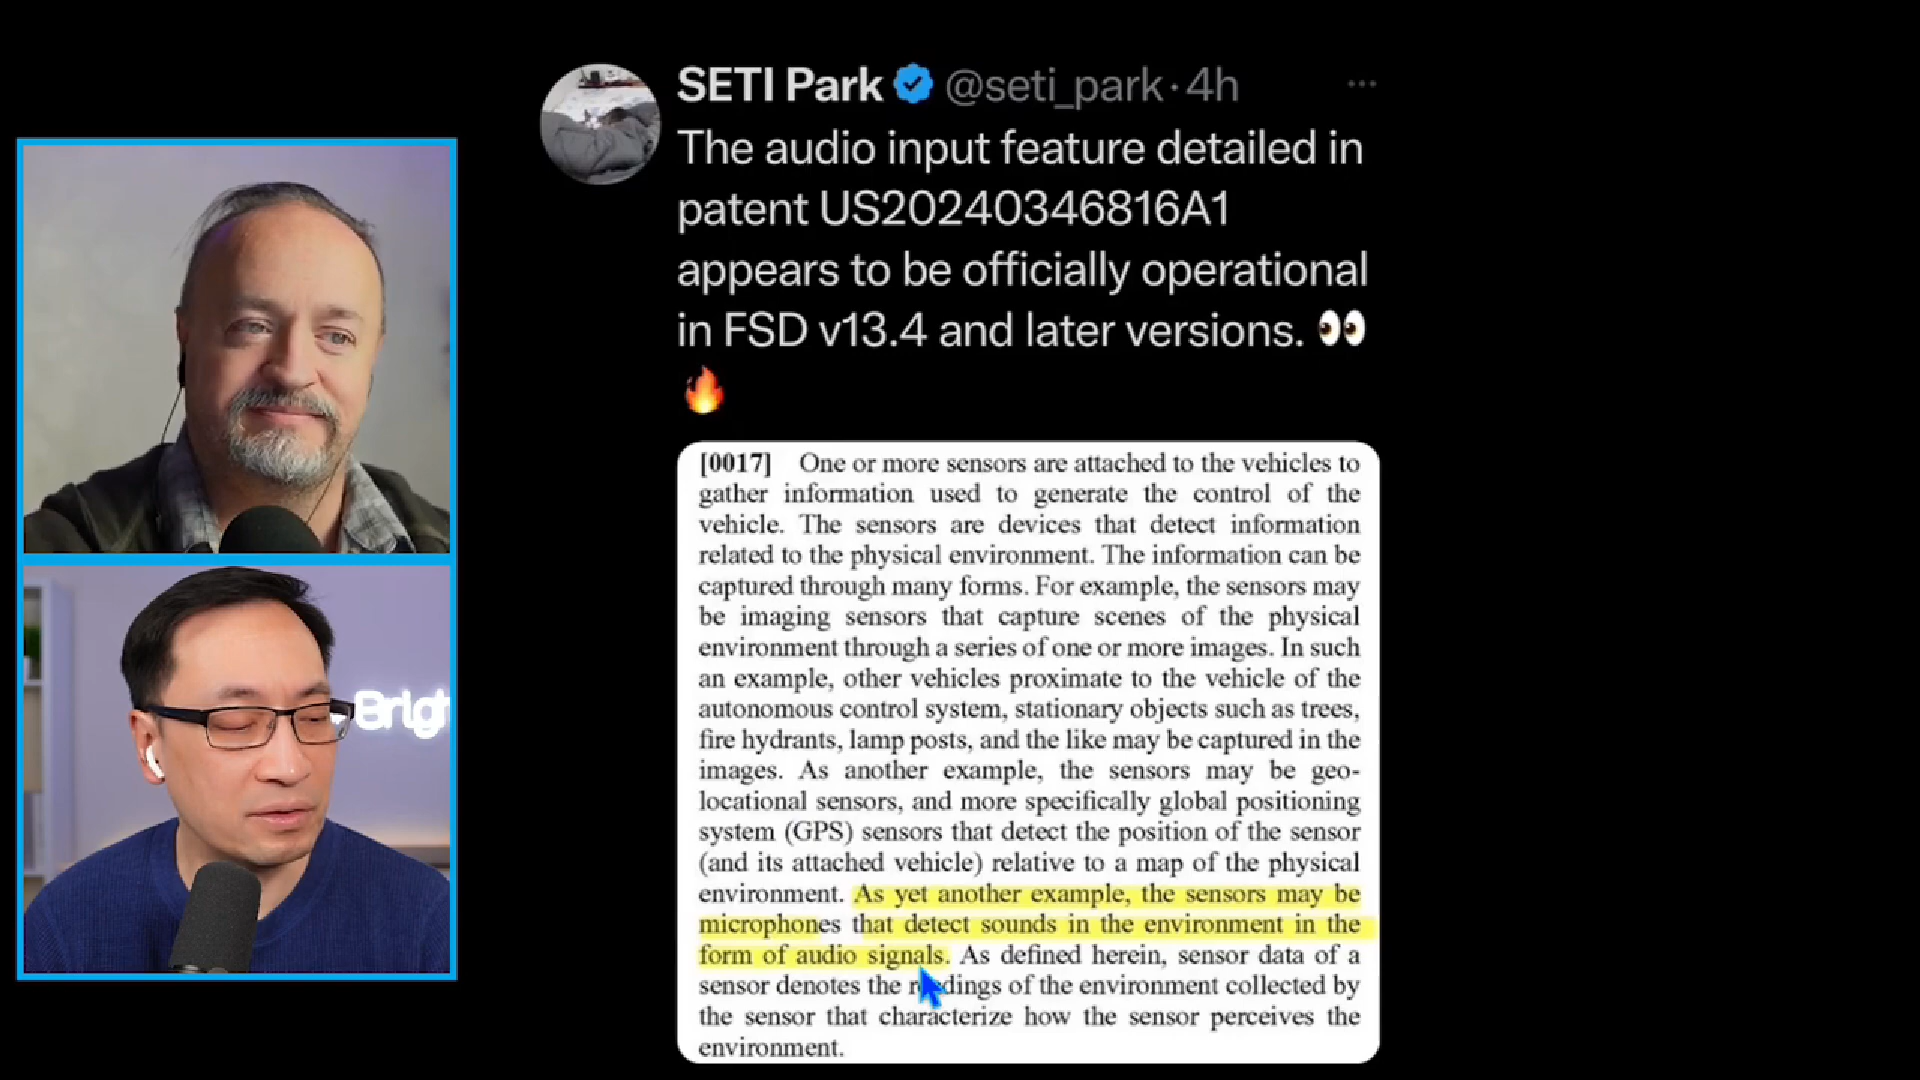 SETI Park @seti_park · 4h
The audio input feature detailed in
patent US20240346816A1
appears to be officially operational
in FSD v13.4 and later versions. 👀
🔥
[0017] One or more sensors are attached to the vehicles to
gather information used to generate the control of the
vehicle. The sensors are devices that detect information
related to the physical environment. The information can be
captured through many forms. For example, the sensors may
be imaging sensors that capture scenes of the physical
environment through a series of one or more images. In such
an example, other vehicles proximate to the vehicle of the
autonomous control system, stationary objects such as trees,
fire hydrants, lamp posts, and the like may be captured in the
images. As another example, the sensors may be geo-
locational sensors, and more specifically global positioning
system (GPS) sensors that detect the position of the sensor
(and its attached vehicle) relative to a map of the physical
environment. As yet another example, the sensors may be
microphones that detect sounds in the environment in the
form of audio signals. As defined herein, sensor data of a
sensor denotes the readings of the environment collected by
the sensor that characterize how the sensor perceives the
environment.
Brigh